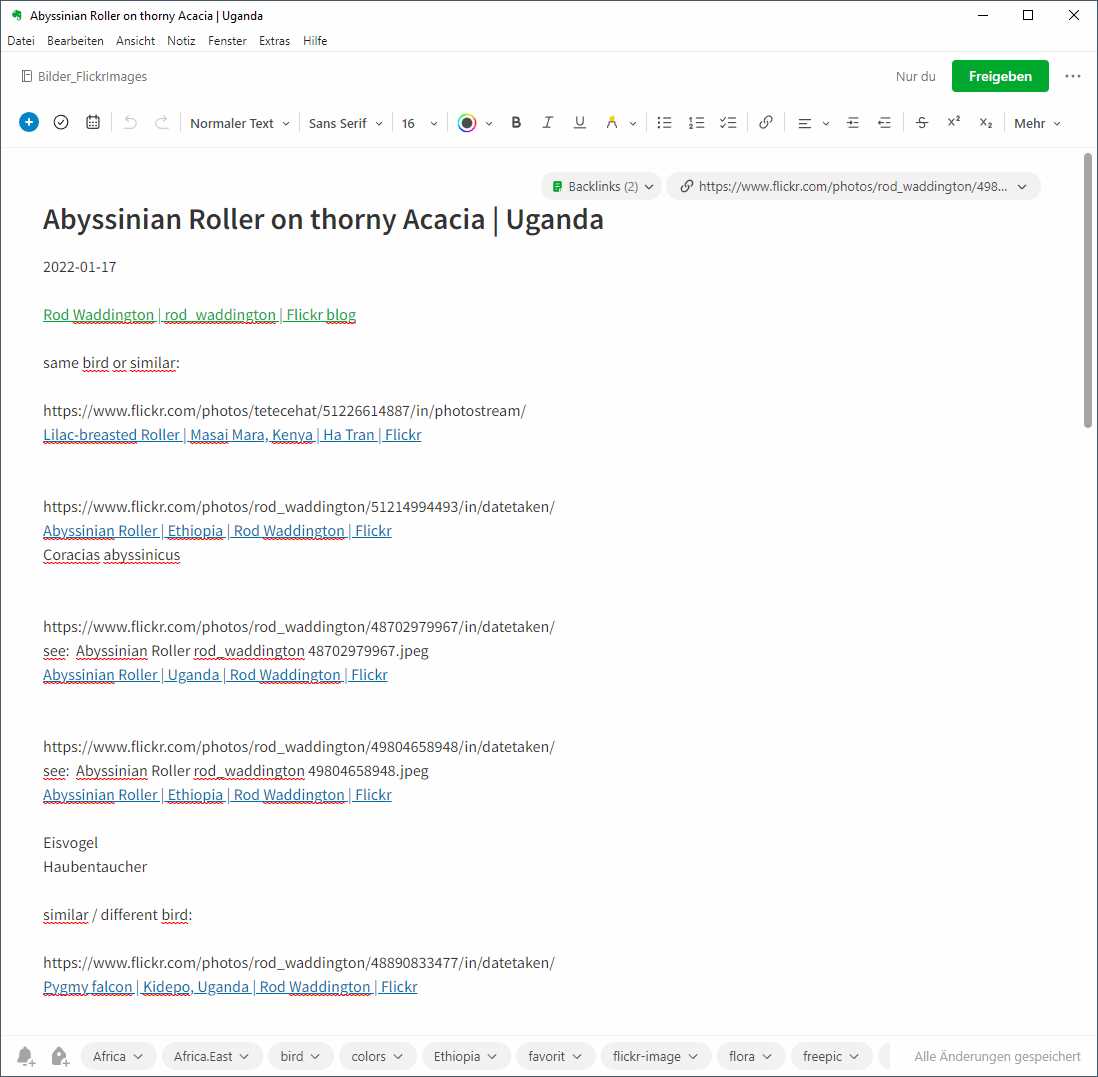 Abyssinian Roller on thorny Acacia | Uganda
Datei Bearbeiten Ansicht Notiz Fenster Extras Hilfe
Bilder_FlickrImages Nur du Freigeben
Normaler Text Sans Serif 16 B I U A S x² x₂ Mehr
Backlinks (2) https://www.flickr.com/photos/rod_waddington/498...
Abyssinian Roller on thorny Acacia | Uganda
2022-01-17
Rod Waddington | rod_waddington | Flickr blog
same bird or similar:
https://www.flickr.com/photos/tetecehat/51226614887/in/photostream/
Lilac-breasted Roller | Masai Mara, Kenya | Ha Tran | Flickr
https://www.flickr.com/photos/rod_waddington/51214994493/in/datetaken/
Abyssinian Roller | Ethiopia | Rod Waddington | Flickr
Coracias abyssinicus
https://www.flickr.com/photos/rod_waddington/48702979967/in/datetaken/
see:  Abyssinian Roller rod_waddington 48702979967.jpeg
Abyssinian Roller | Uganda | Rod Waddington | Flickr
https://www.flickr.com/photos/rod_waddington/49804658948/in/datetaken/
see:  Abyssinian Roller rod_waddington 49804658948.jpeg
Abyssinian Roller | Ethiopia | Rod Waddington | Flickr
Eisvogel
Haubentaucher
similar / different bird:
https://www.flickr.com/photos/rod_waddington/48890833477/in/datetaken/
Pygmy falcon | Kidepo, Uganda | Rod Waddington | Flickr
Africa Africa.East bird colors Ethiopia favorit flickr-image flora freepic Alle Änderungen gespeichert